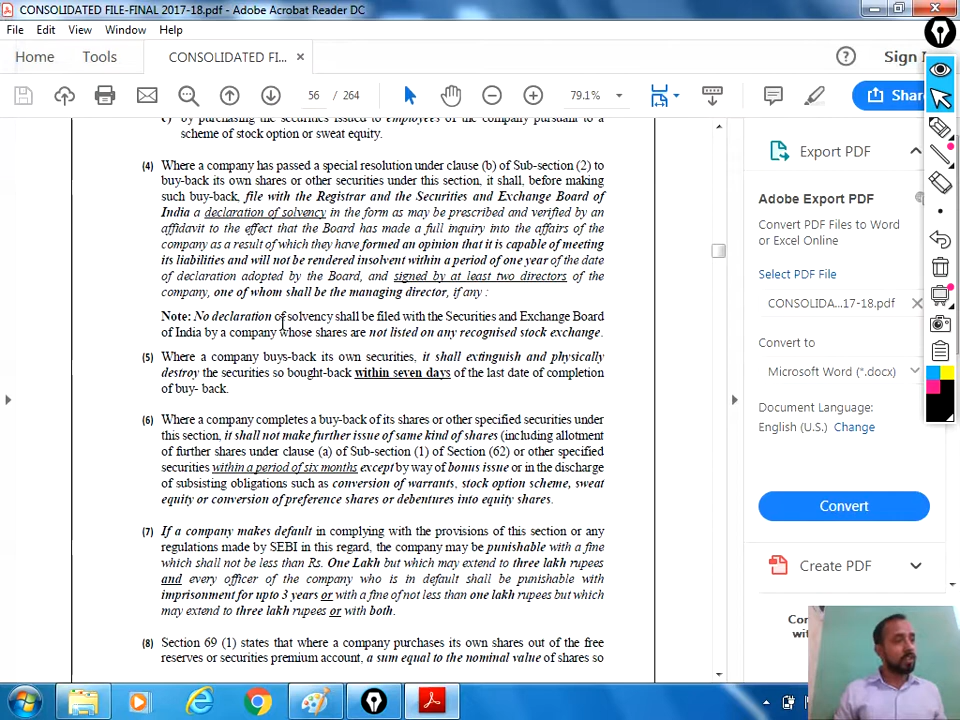 CONSOLIDATED FILE-FINAL 2017-18.pdf - Adobe Acrobat Reader DC
File Edit View Window Help
Home Tools CONSOLIDATED FI... × Sign
56 / 264 79.1% Shar
c) by purchasing the securities issued to employees of the company pursuant to a
scheme of stock option or sweat equity.
(4) Where a company has passed a special resolution under clause (b) of Sub-section (2) to
buy-back its own shares or other securities under this section, it shall, before making
such buy-back, file with the Registrar and the Securities and Exchange Board of
India a declaration of solvency in the form as may be prescribed and verified by an
affidavit to the effect that the Board has made a full inquiry into the affairs of the
company as a result of which they have formed an opinion that it is capable of meeting
its liabilities and will not be rendered insolvent within a period of one year of the date
of declaration adopted by the Board, and signed by at least two directors of the
company, one of whom shall be the managing director, if any :
Note: No declaration of solvency shall be filed with the Securities and Exchange Board
of India by a company whose shares are not listed on any recognised stock exchange.
(5) Where a company buys-back its own securities, it shall extinguish and physically
destroy the securities so bought-back within seven days of the last date of completion
of buy- back.
(6) Where a company completes a buy-back of its shares or other specified securities under
this section, it shall not make further issue of same kind of shares (including allotment
of further shares under clause (a) of Sub-section (1) of Section (62) or other specified
securities within a period of six months except by way of bonus issue or in the discharge
of subsisting obligations such as conversion of warrants, stock option scheme, sweat
equity or conversion of preference shares or debentures into equity shares.
(7) If a company makes default in complying with the provisions of this section or any
regulations made by SEBI in this regard, the company may be punishable with a fine
which shall not be less than Rs. One Lakh but which may extend to three lakh rupees
and every officer of the company who is in default shall be punishable with
imprisonment for upto 3 years or with a fine of not less than one lakh rupees but which
may extend to three lakh rupees or with both.
(8) Section 69 (1) states that where a company purchases its own shares out of the free
reserves or securities premium account, a sum equal to the nominal value of shares so
Export PDF
Adobe Export PDF
Convert PDF Files to Word
or Excel Online
Select PDF File
CONSOLIDA...17-18.pdf
Convert to
Microsoft Word (*.docx)
Document Language:
English (U.S.) Change
Convert
Create PDF